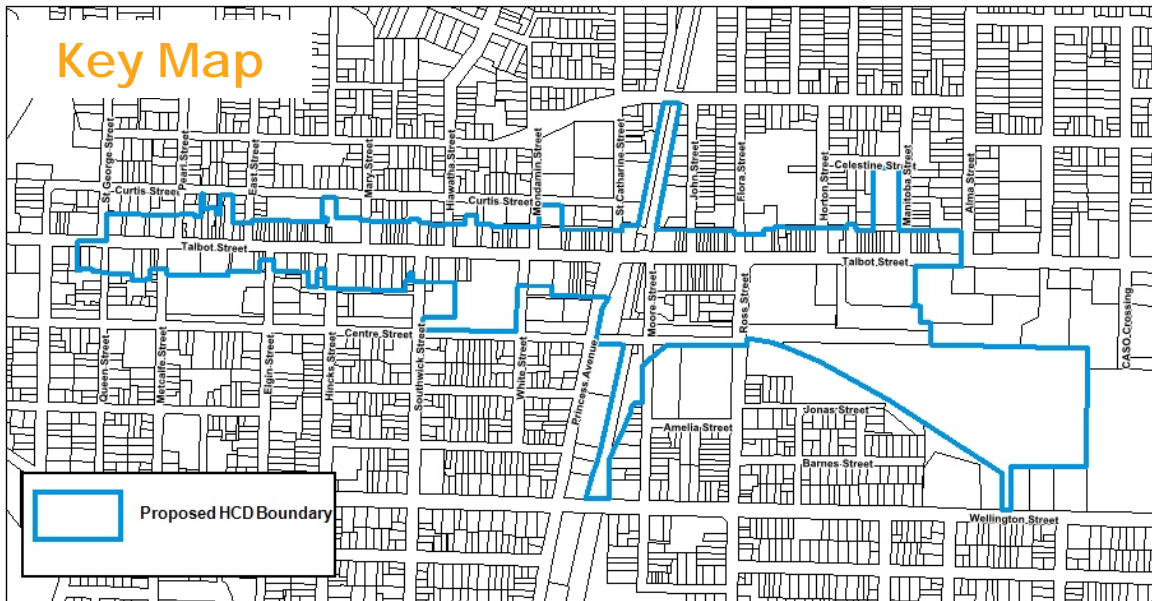 Key Map
St George Street
Pearl Street
East Street
Mary Street
Hiawatha Street
Mondamin Street
St Catharine Street
John Street
Flora Street
Horton Street
Celestine Street
Manitoba Street
Alma Street
Curtis Street
Curtis Street
Talbot Street
Talbot Street
Queen Street
Metcalfe Street
Elgin Street
Hincks Street
Southwick Street
Centre Street
White Street
Princess Avenue
Moore Street
Ross Street
CASO Crossing
Jonas Street
Amelia Street
Barnes Street
Wellington Street
Proposed HCD Boundary